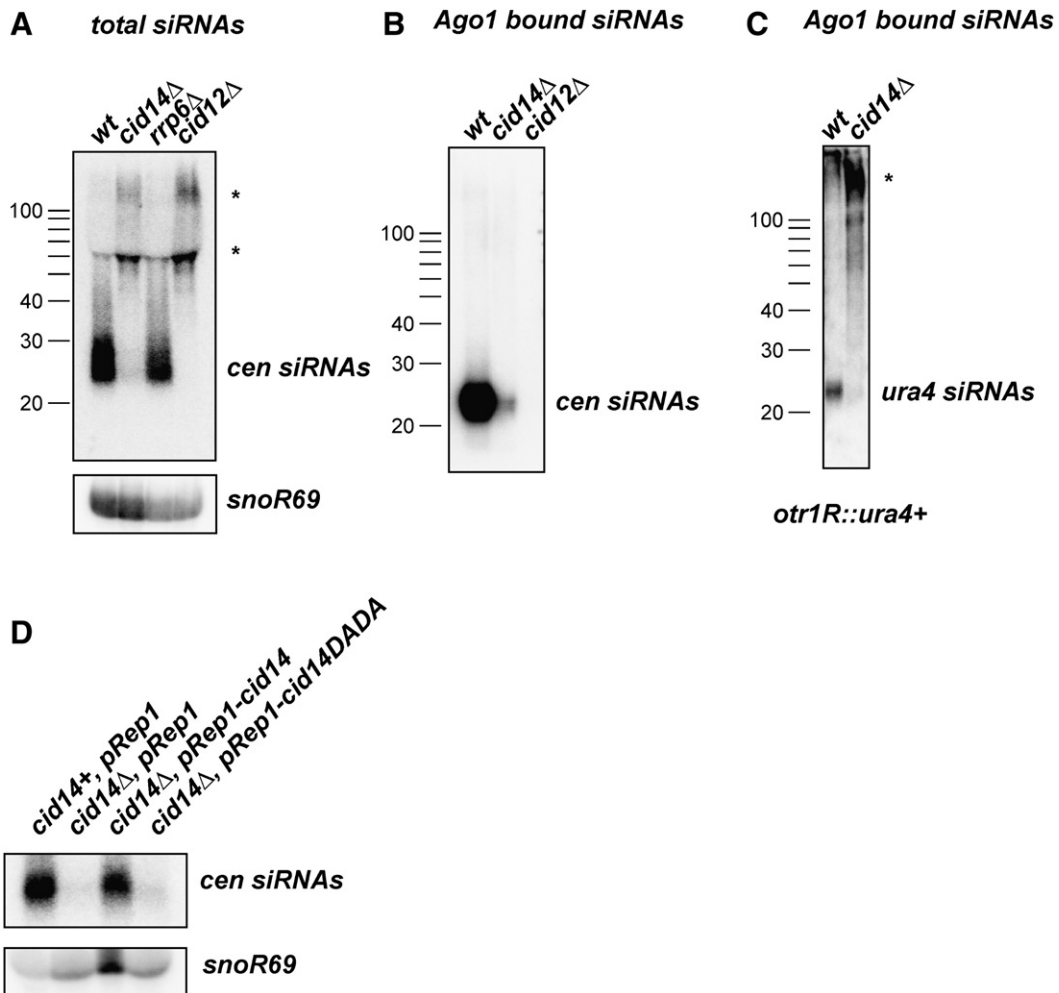 A total siRNAs
wt cid14Δ rrp6Δ cid12Δ
100
40
30
20
*
*
cen siRNAs
snoR69
B Ago1 bound siRNAs
wt cid14Δ cid12Δ
100
40
30
20
cen siRNAs
C Ago1 bound siRNAs
wt cid14Δ
100
40
30
20
*
ura4 siRNAs
otr1R::ura4+
D
cid14+, pRep1
cid14Δ, pRep1
cid14Δ, pRep1-cid14
cid14Δ, pRep1-cid14DADA
cen siRNAs
snoR69